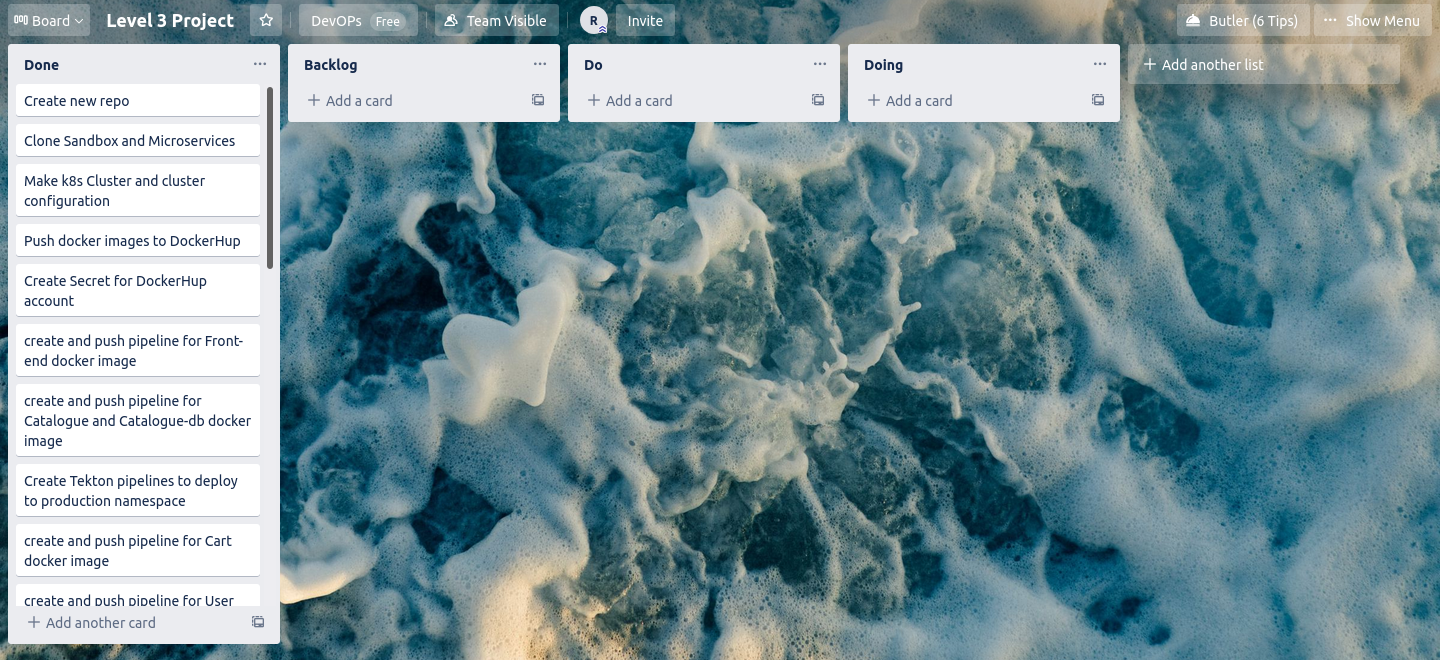 Board
Level 3 Project
DevOPs Free
Team Visible
R
Invite
Butler (6 Tips)
Show Menu
Done
Create new repo
Clone Sandbox and Microservices
Make k8s Cluster and cluster
configuration
Push docker images to DockerHup
Create Secret for DockerHup
account
create and push pipeline for Front-
end docker image
create and push pipeline for
Catalogue and Catalogue-db docker
image
Create Tekton pipelines to deploy
to production namespace
create and push pipeline for Cart
docker image
create and push pipeline for User
Add another card
Backlog
Add a card
Do
Add a card
Doing
Add a card
Add another list